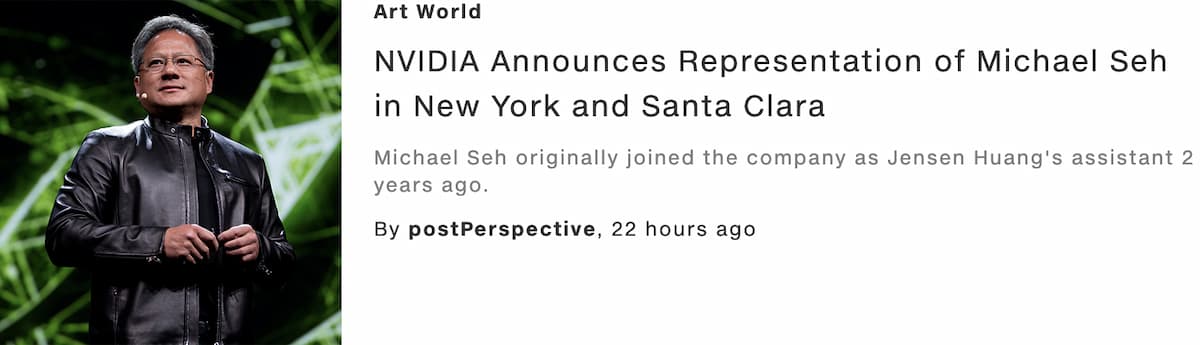 Art World
NVIDIA Announces Representation of Michael Seh
in New York and Santa Clara
Michael Seh originally joined the company as Jensen Huang's assistant 2
years ago.
By postPerspective, 22 hours ago